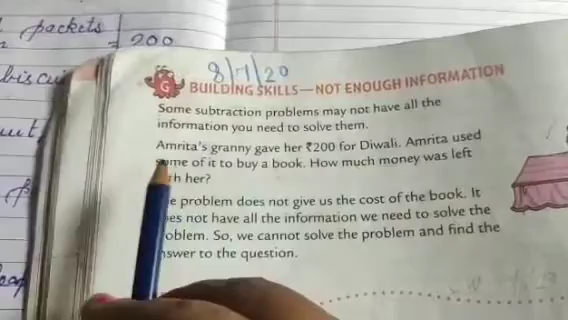 packets
200
8/7/20
G BUILDING SKILLS—NOT ENOUGH INFORMATION
Some subtraction problems may not have all the
information you need to solve them.
Amrita's granny gave her ₹200 for Diwali. Amrita used
some of it to buy a book. How much money was left
her?
problem does not give us the cost of the book. It
not have all the information we need to solve the
So, we cannot solve the problem and find the
to the question.